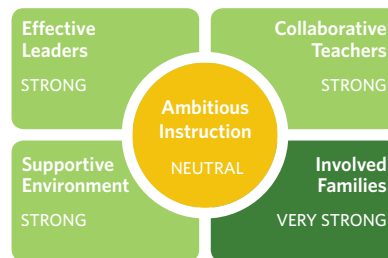 Effective
Leaders
STRONG
Collaborative
Teachers
STRONG
Ambitious
Instruction
NEUTRAL
Supportive
Environment
STRONG
Involved
Families
VERY STRONG